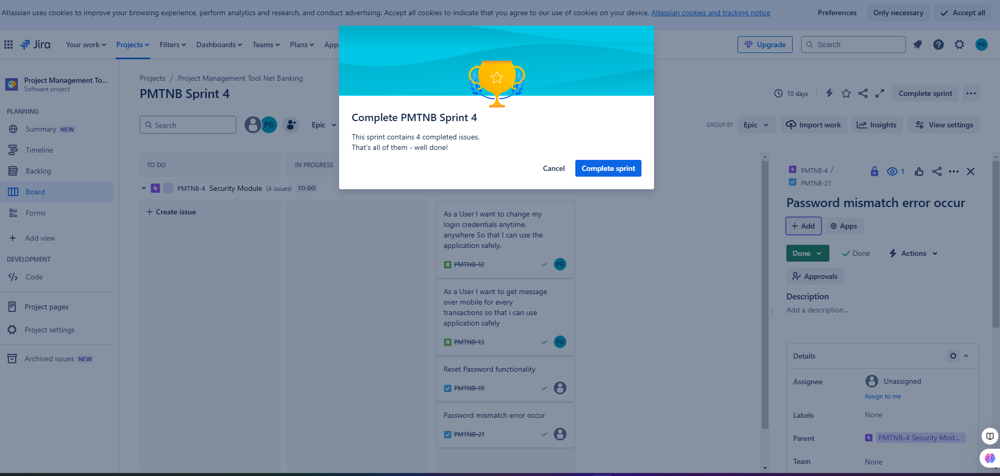 Atlassian uses cookies to improve your browsing experience, perform analytics and research, and conduct advertising. Accept all cookies to indicate that you agree to our use of cookies on your device. Atlassian cookies and tracking notice
Preferences
Only necessary
Accept all
Jira
Your work
Projects
Filters
Dashboards
Teams
Plans
Apps
Upgrade
Search
PG
Project Management To...
Software project
PLANNING
Summary NEW
Timeline
Backlog
Board
Forms
Add view
DEVELOPMENT
Code
Project pages
Project settings
Archived issues NEW
Projects / Project Management Tool Net Banking
PMTNB Sprint 4
10 days
Complete sprint
Search
PG
Epic
GROUP BY
Epic
Import work
Insights
View settings
Complete PMTNB Sprint 4
This sprint contains 4 completed issues.
That's all of them - well done!
Cancel
Complete sprint
TO DO
IN PROGRESS
PMTNB-4 Security Module (4 issues) TO DO
+ Create issue
As a User I want to change my
login credentials anytime,
anywhere So that I can use the
application safely.
PMTNB-12
PG
As a User I want to get message
over mobile for every
transactions so that i can use
application safely
PMTNB-13
PG
Reset Password functionality
PMTNB-19
Password mismatch error occur
PMTNB-21
PMTNB-4 /
PMTNB-21
1
Password mismatch error occur
+ Add
Apps
Done
Done
Actions
Approvals
Description
Add a description...
Details
Assignee
Unassigned
Assign to me
Labels
None
Parent
PMTNB-4 Security Mod...
Team
None